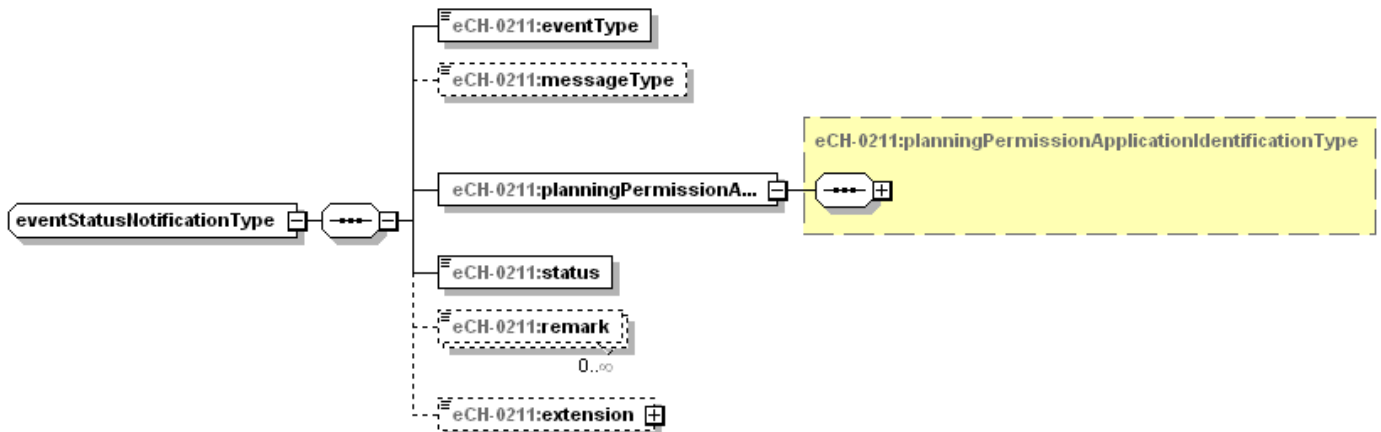 eCH-0211:eventType
eCH-0211:messageType
eCH-0211:planningPermissionApplicationIdentificationType
eCH-0211:planningPermissionA...
eventStatusNotificationType
eCH-0211:status
eCH-0211:remark
0..∞
eCH-0211:extension